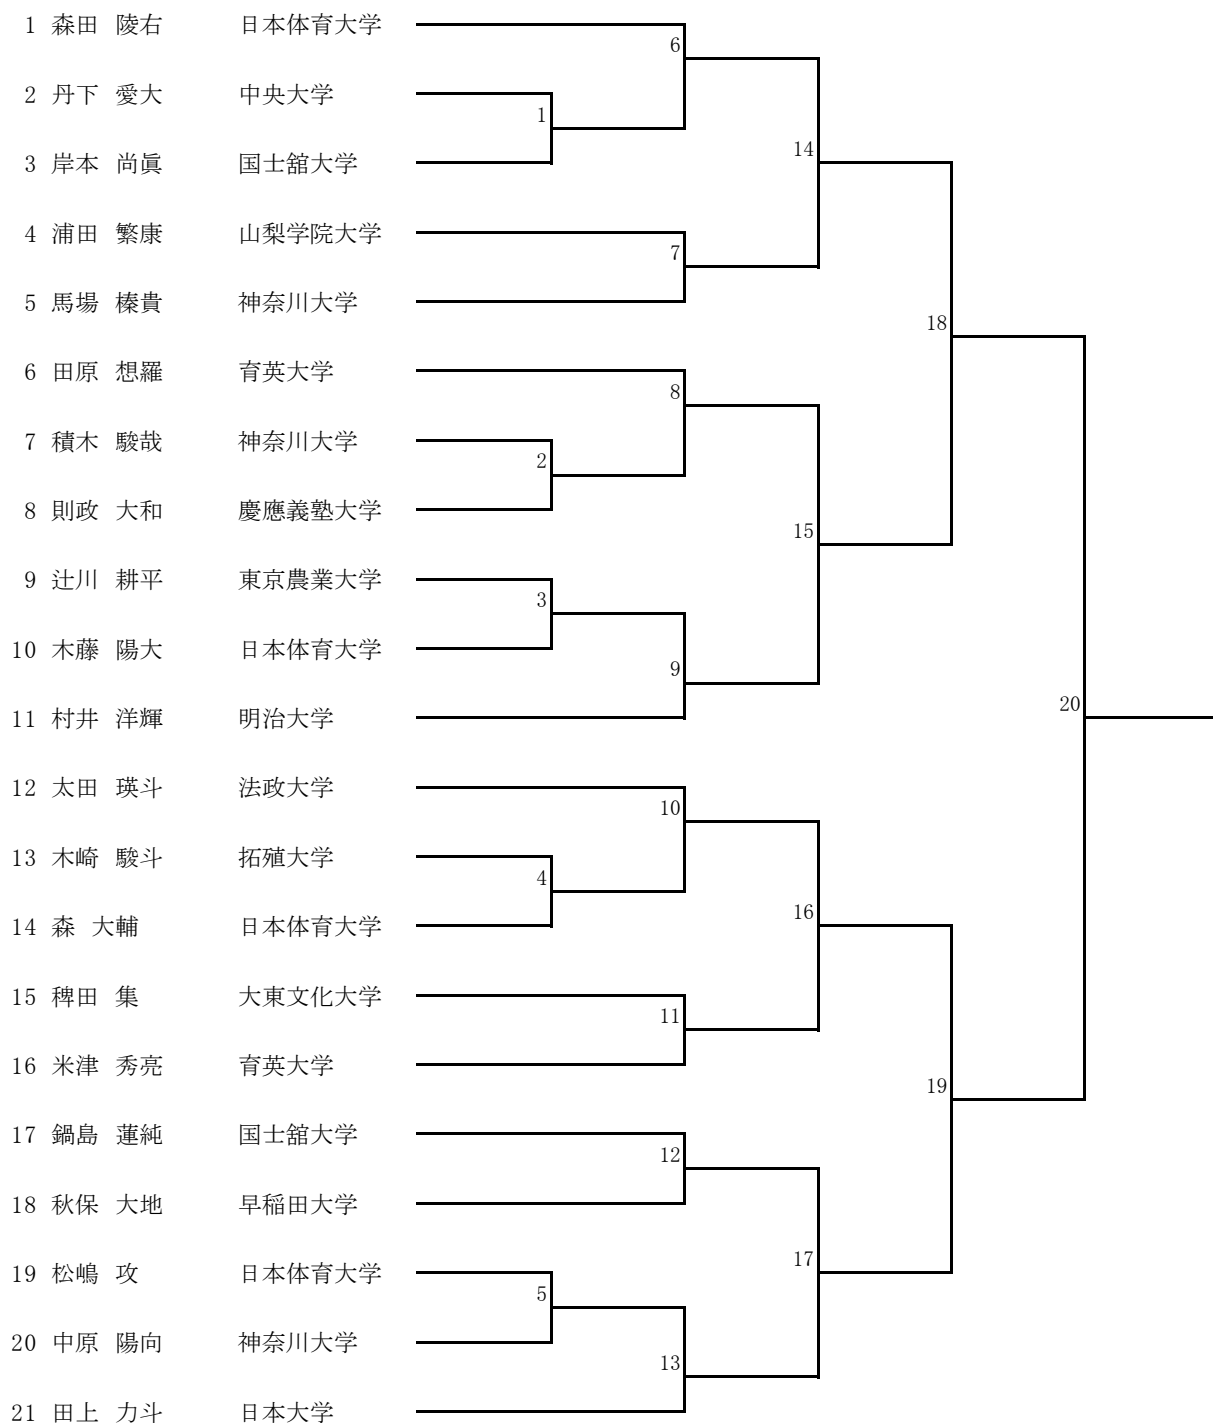 1 森田 陵右 日本体育大学
6
2 丹下 愛大 中央大学
1
14
3 岸本 尚眞 国士舘大学
4 浦田 繁康 山梨学院大学
7
5 馬場 榛貴 神奈川大学
18
6 田原 想羅 育英大学
8
7 積木 駿哉 神奈川大学
2
8 則政 大和 慶應義塾大学
15
9 辻川 耕平 東京農業大学
3
10 木藤 陽大 日本体育大学
9
11 村井 洋輝 明治大学
20
12 太田 瑛斗 法政大学
10
13 木崎 駿斗 拓殖大学
4
16
14 森 大輔 日本体育大学
15 稗田 集 大東文化大学
11
16 米津 秀亮 育英大学
19
17 鍋島 蓮純 国士舘大学
12
18 秋保 大地 早稲田大学
17
19 松嶋 攻 日本体育大学
5
20 中原 陽向 神奈川大学
13
21 田上 力斗 日本大学